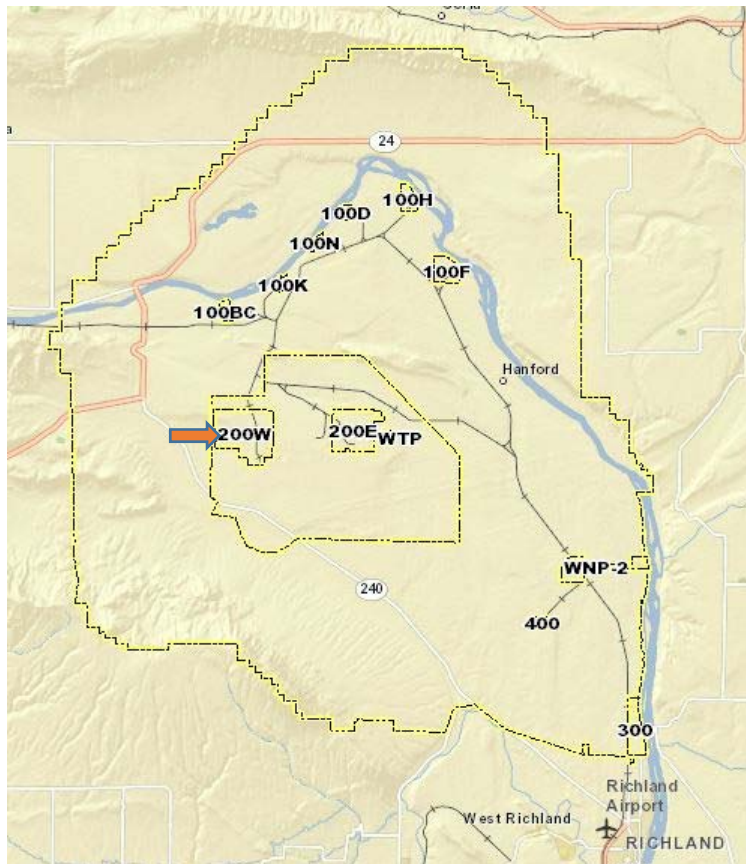 24
100H
100D
100N
100F
100K
100BC
Hanford
200W
200E
WTP
WNP-2
240
400
300
Richland
Airport
West Richland
RICHLAND